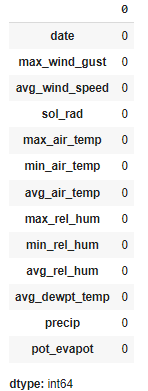 0
date 0
max_wind_gust 0
avg_wind_speed 0
sol_rad 0
max_air_temp 0
min_air_temp 0
avg_air_temp 0
max_rel_hum 0
min_rel_hum 0
avg_rel_hum 0
avg_dewpt_temp 0
precip 0
pot_evapot 0
dtype: int64